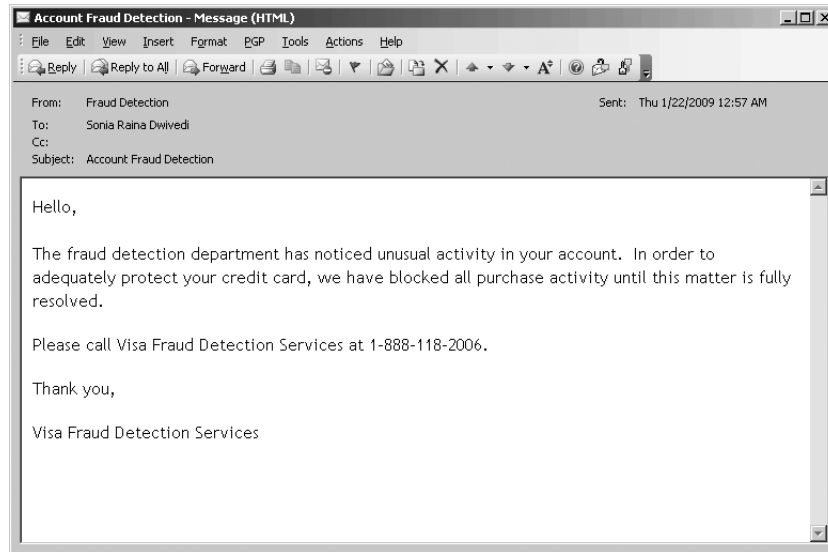 Account Fraud Detection - Message (HTML)
File Edit View Insert Format PGP Tools Actions Help
Reply Reply to All Forward
From: Fraud Detection Sent: Thu 1/22/2009 12:57 AM
To: Sonia Raina Dwivedi
Cc:
Subject: Account Fraud Detection
Hello,
The fraud detection department has noticed unusual activity in your account. In order to
adequately protect your credit card, we have blocked all purchase activity until this matter is fully
resolved.
Please call Visa Fraud Detection Services at 1-888-118-2006.
Thank you,
Visa Fraud Detection Services